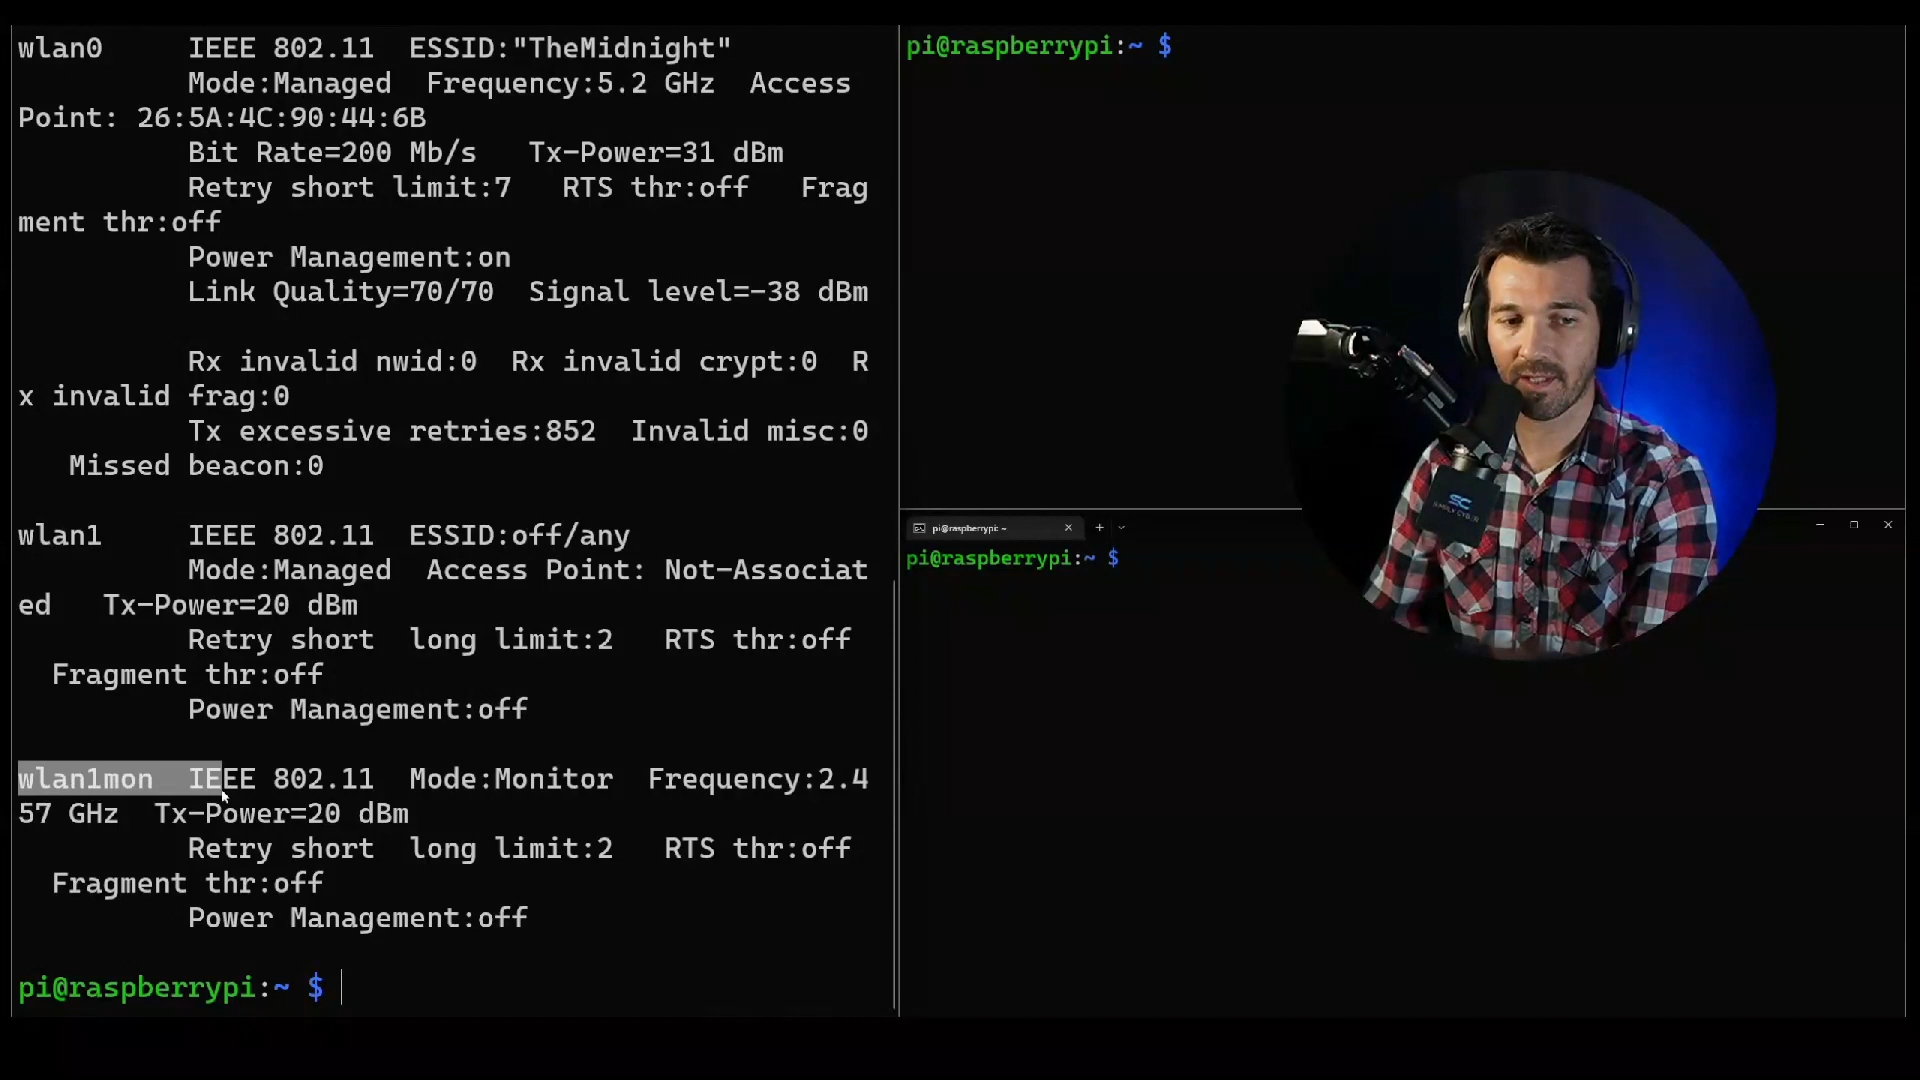 wlan0     IEEE 802.11  ESSID:"TheMidnight"
Mode:Managed  Frequency:5.2 GHz  Access
Point: 26:5A:4C:90:44:6B
Bit Rate=200 Mb/s   Tx-Power=31 dBm
Retry short limit:7   RTS thr:off   Frag
ment thr:off
Power Management:on
Link Quality=70/70  Signal level=-38 dBm
Rx invalid nwid:0  Rx invalid crypt:0  R
x invalid frag:0
Tx excessive retries:852  Invalid misc:0
Missed beacon:0
wlan1     IEEE 802.11  ESSID:off/any
Mode:Managed  Access Point: Not-Associat
ed   Tx-Power=20 dBm
Retry short  long limit:2   RTS thr:off
Fragment thr:off
Power Management:off
wlan1mon  IEEE 802.11  Mode:Monitor  Frequency:2.4
57 GHz  Tx-Power=20 dBm
Retry short  long limit:2   RTS thr:off
Fragment thr:off
Power Management:off
pi@raspberrypi:~ $
pi@raspberrypi:~ $
pi@raspberrypi: ~
pi@raspberrypi:~ $
SC
SIMPLY CYBER